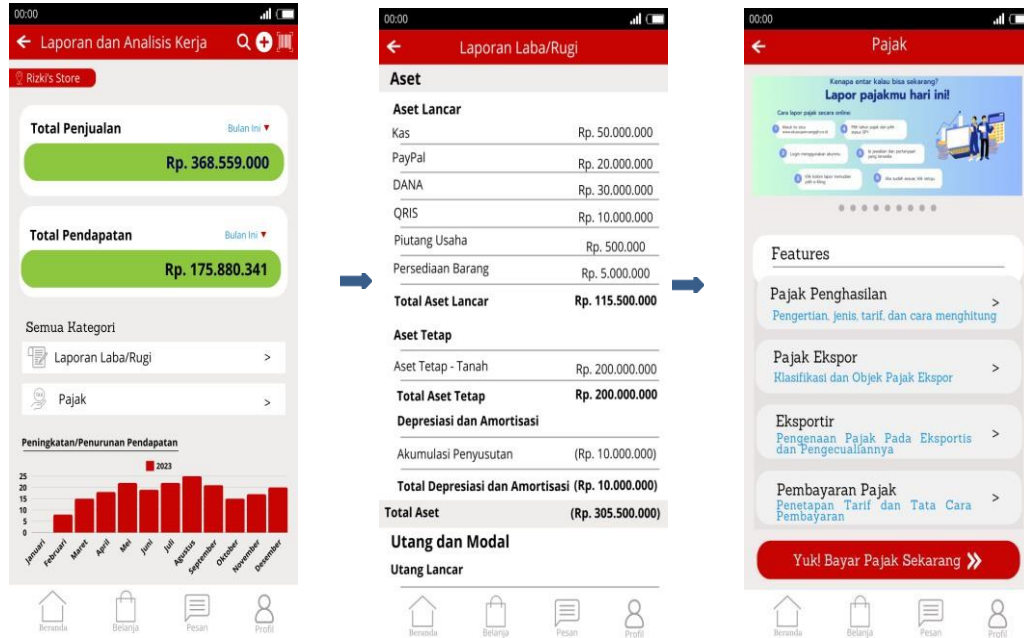 00:00
Laporan dan Analisis Kerja
Rizki's Store
Total Penjualan
Bulan Ini
Rp. 368.559.000
Total Pendapatan
Bulan Ini
Rp. 175.880.341
Semua Kategori
Laporan Laba/Rugi >
Pajak >
Peningkatan/Penurunan Pendapatan
2023
25
20
15
10
5
0
Januari Februari Maret April Mei Juni Juli Agustus September Oktober November Desember
Beranda Belanja Pesan Profil
00:00
Laporan Laba/Rugi
Aset
Aset Lancar
Kas Rp. 50.000.000
PayPal Rp. 20.000.000
DANA Rp. 30.000.000
QRIS Rp. 10.000.000
Piutang Usaha Rp. 500.000
Persediaan Barang Rp. 5.000.000
Total Aset Lancar Rp. 115.500.000
Aset Tetap
Aset Tetap - Tanah Rp. 200.000.000
Total Aset Tetap Rp. 200.000.000
Depresiasi dan Amortisasi
Akumulasi Penyusutan (Rp. 10.000.000)
Total Depresiasi dan Amortisasi (Rp. 10.000.000)
Total Aset (Rp. 305.500.000)
Utang dan Modal
Utang Lancar
Beranda Belanja Pesan Profil
00:00
Pajak
Kenapa entar kalau bisa sekarang?
Lapor pajakmu hari ini!
Cara lapor pajak secara online:
Features
Pajak Penghasilan >
Pengertian, jenis, tarif, dan cara menghitung
Pajak Ekspor >
Klasifikasi dan Objek Pajak Ekspor
Eksportir >
Pengenaan Pajak Pada Eksportis
dan Pengecualiannya
Pembayaran Pajak >
Penetapan Tarif dan Tata Cara
Pembayaran
Yuk! Bayar Pajak Sekarang
Beranda Belanja Pesan Profil